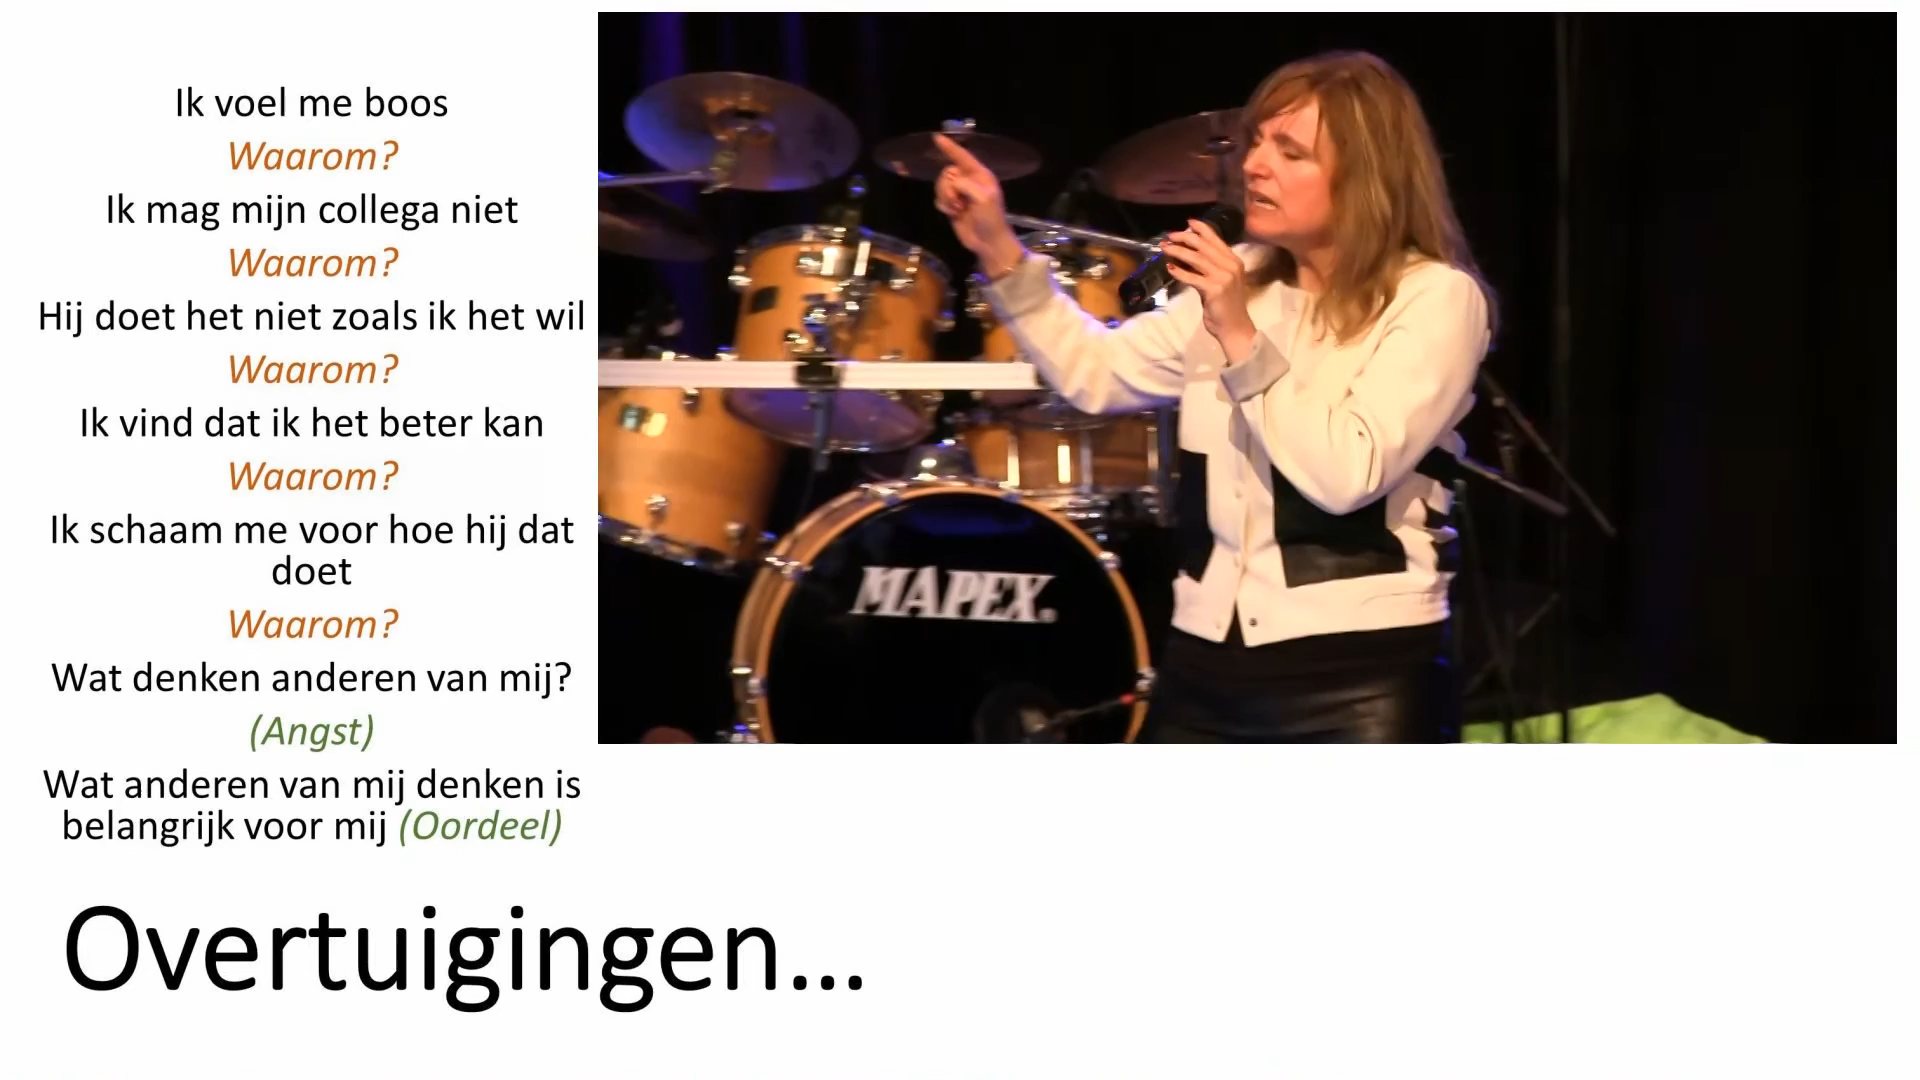 Ik voel me boos
Waarom?
Ik mag mijn collega niet
Waarom?
Hij doet het niet zoals ik het wil
Waarom?
Ik vind dat ik het beter kan
Waarom?
Ik schaam me voor hoe hij dat
doet
Waarom?
Wat denken anderen van mij?
(Angst)
Wat anderen van mij denken is
belangrijk voor mij (Oordeel)
MAPEX.
Overtuigingen...